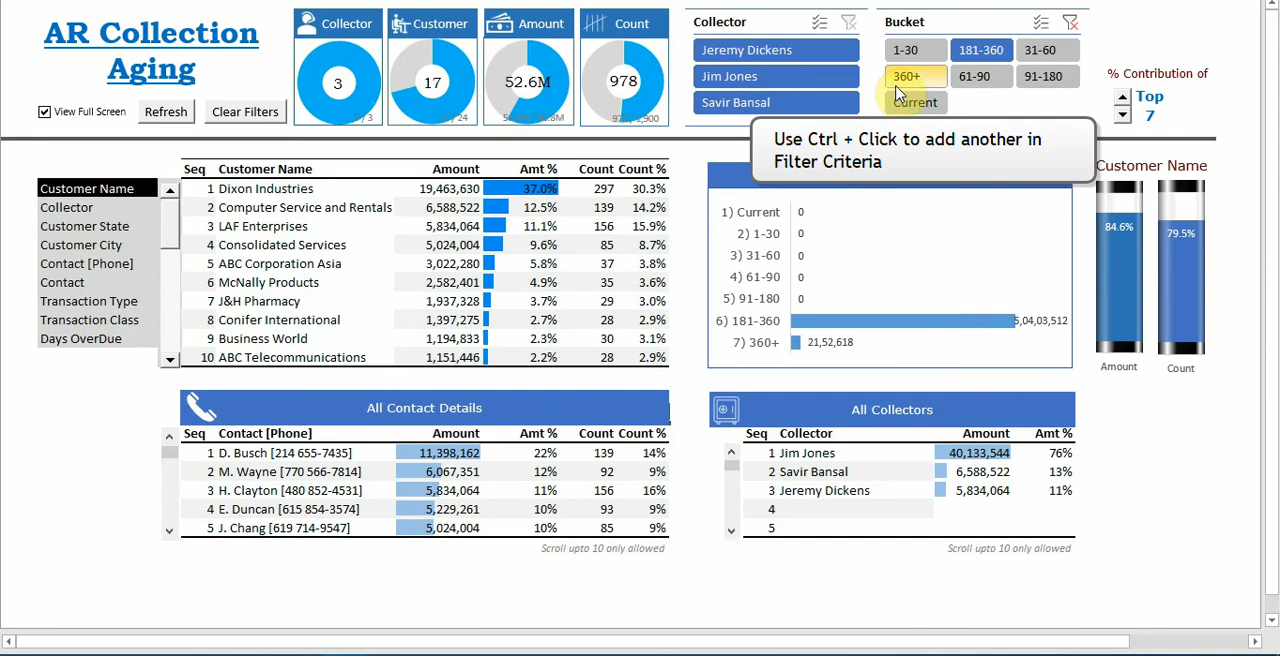 AR Collection
Aging
View Full Screen
Refresh
Clear Filters
Collector
3
3 / 3
Customer
17
/ 24
Amount
52.6M
Count
978
Collector
Jeremy Dickens
Jim Jones
Savir Bansal
Bucket
1-30
181-360
31-60
360+
61-90
91-180
Current
% Contribution of
Top
7
Use Ctrl + Click to add another in
Filter Criteria
Customer Name
Collector
Customer State
Customer City
Contact [Phone]
Contact
Transaction Type
Transaction Class
Days OverDue
Seq Customer Name Amount Amt % Count Count %
1 Dixon Industries 19,463,630 37.0% 297 30.3%
2 Computer Service and Rentals 6,588,522 12.5% 139 14.2%
3 LAF Enterprises 5,834,064 11.1% 156 15.9%
4 Consolidated Services 5,024,004 9.6% 85 8.7%
5 ABC Corporation Asia 3,022,280 5.8% 37 3.8%
6 McNally Products 2,582,401 4.9% 35 3.6%
7 J&H Pharmacy 1,937,328 3.7% 29 3.0%
8 Conifer International 1,397,275 2.7% 28 2.9%
9 Business World 1,194,833 2.3% 30 3.1%
10 ABC Telecommunications 1,151,446 2.2% 28 2.9%
1) Current 0
2) 1-30 0
3) 31-60 0
4) 61-90 0
5) 91-180 0
6) 181-360 5,04,03,512
7) 360+ 21,52,618
Customer Name
84.6%
79.5%
Amount
Count
All Contact Details
Seq Contact [Phone] Amount Amt % Count Count %
1 D. Busch [214 655-7435] 11,398,162 22% 139 14%
2 M. Wayne [770 566-7814] 6,067,351 12% 92 9%
3 H. Clayton [480 852-4531] 5,834,064 11% 156 16%
4 E. Duncan [615 854-3574] 5,229,261 10% 93 9%
5 J. Chang [619 714-9547] 5,024,004 10% 85 9%
Scroll upto 10 only allowed
All Collectors
Seq Collector Amount Amt %
1 Jim Jones 40,133,544 76%
2 Savir Bansal 6,588,522 13%
3 Jeremy Dickens 5,834,064 11%
4
5
Scroll upto 10 only allowed